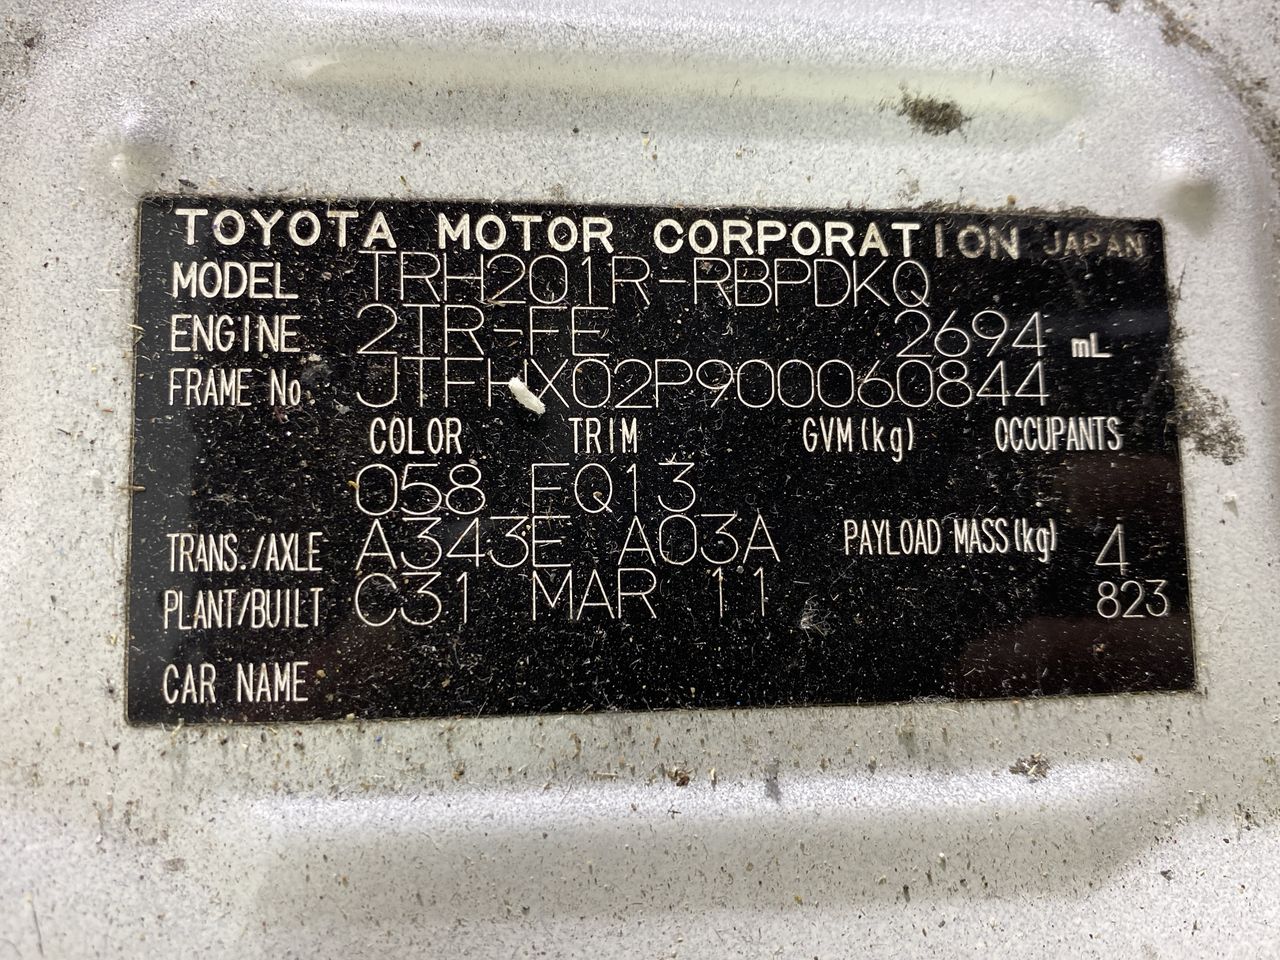 TOYOTA MOTOR CORPORATION JAPAN
MODEL TRH201R-RBPDKQ
ENGINE 2TR-FE 2694 mL
FRAME No JTFHX02P900060844
COLOR TRIM GVM(kg) OCCUPANTS
058 FQ13
TRANS./AXLE A343E A03A PAYLOAD MASS(kg) 4
PLANT/BUILT C31 MAR 11 823
CAR NAME